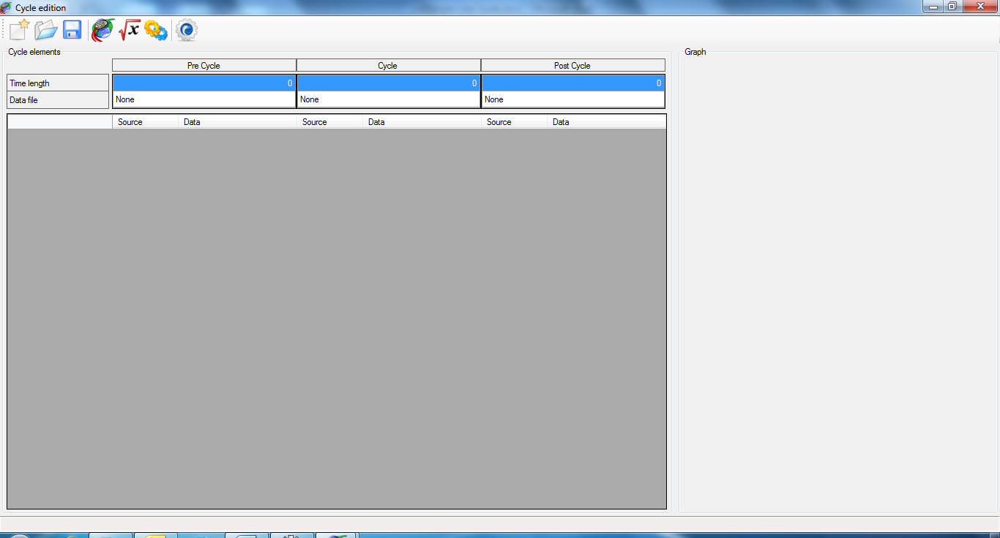 Cycle edition
√x
Cycle elements
Graph
Pre Cycle Cycle Post Cycle
Time length 0 0 0
Data file None None None
Source Data Source Data Source Data